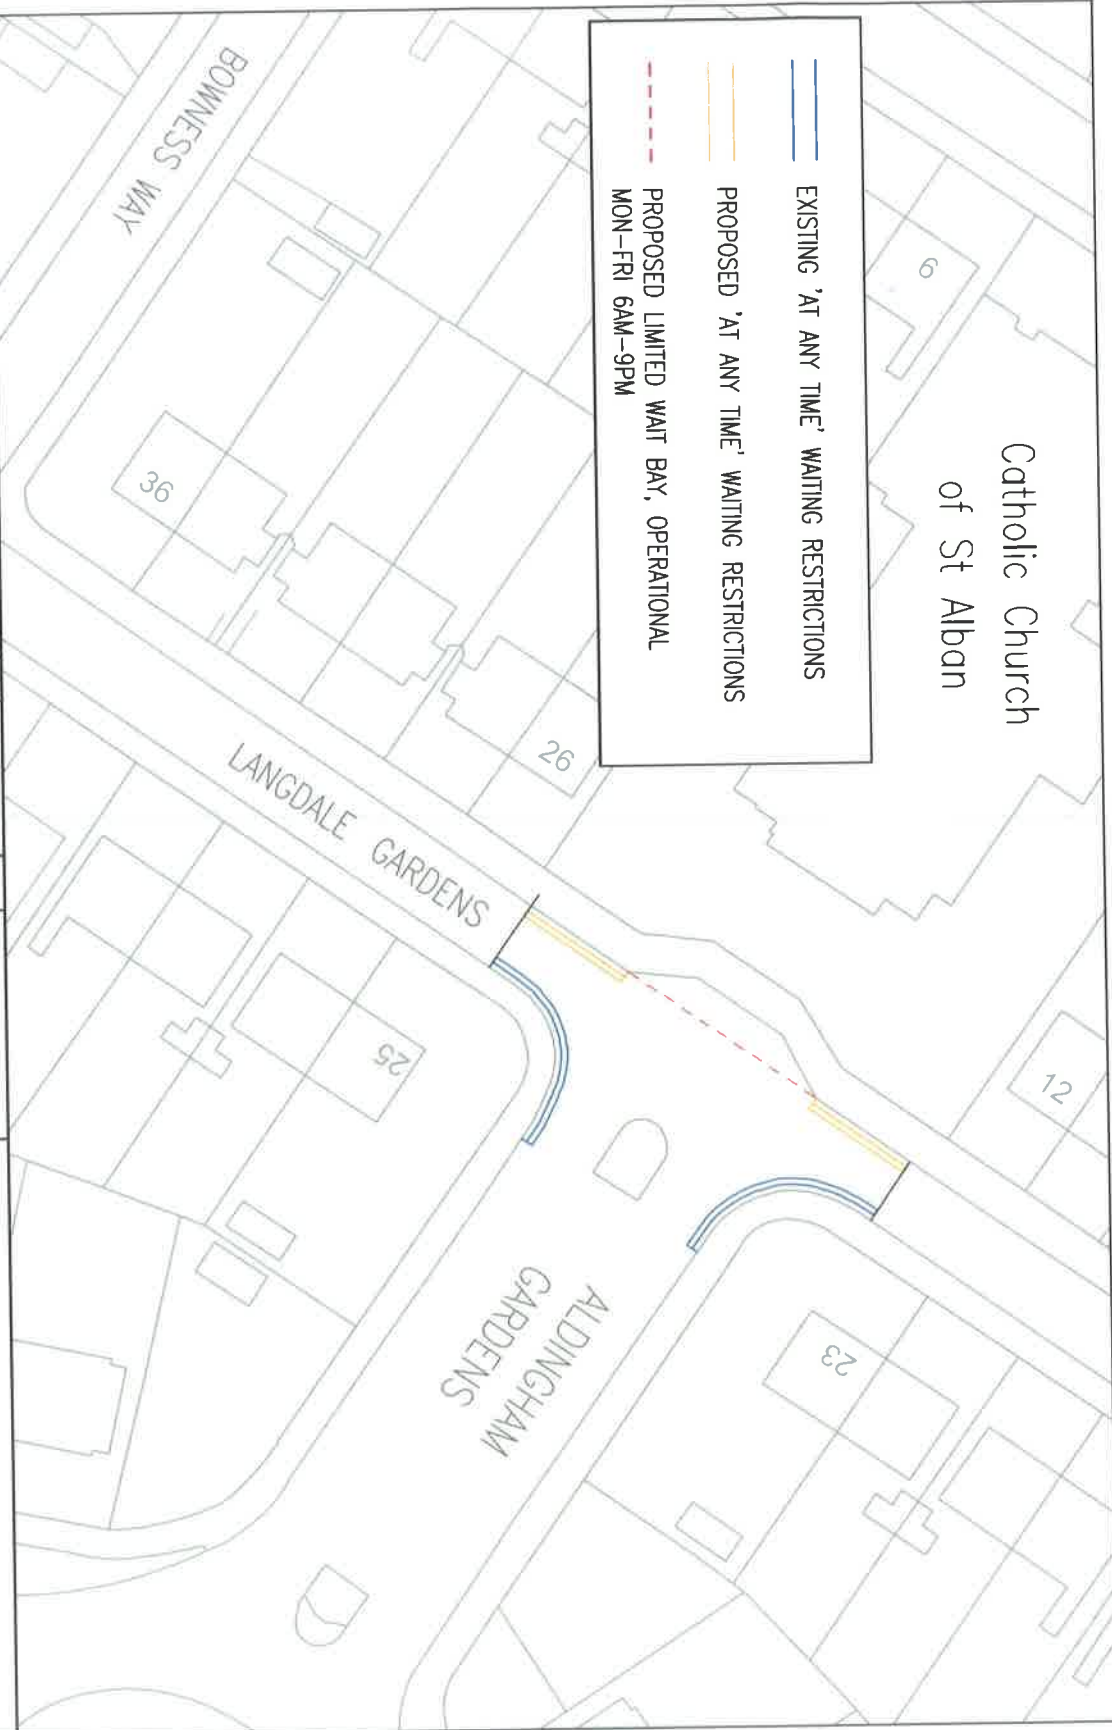 Catholic Church
of St Alban
EXISTING 'AT ANY TIME' WAITING RESTRICTIONS
PROPOSED 'AT ANY TIME' WAITING RESTRICTIONS
PROPOSED LIMITED WAIT BAY, OPERATIONAL
MON-FRI 6AM-9PM
6
12
BOWNESS WAY
36
26
LANGDALE GARDENS
25
23
ALDINGHAM
GARDENS